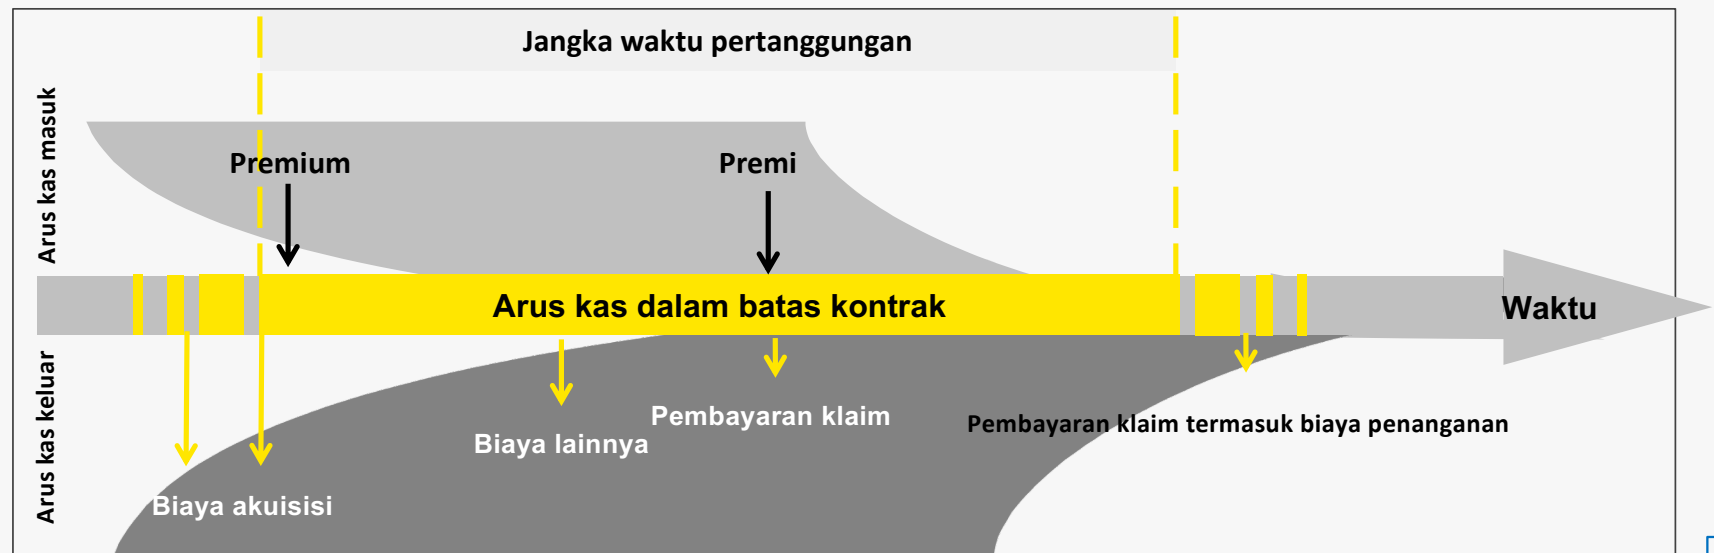 Jangka waktu pertanggungan
Arus kas masuk
Premium
Premi
Arus kas dalam batas kontrak
Waktu
Arus kas keluar
Biaya lainnya
Pembayaran klaim
Pembayaran klaim termasuk biaya penanganan
Biaya akuisisi